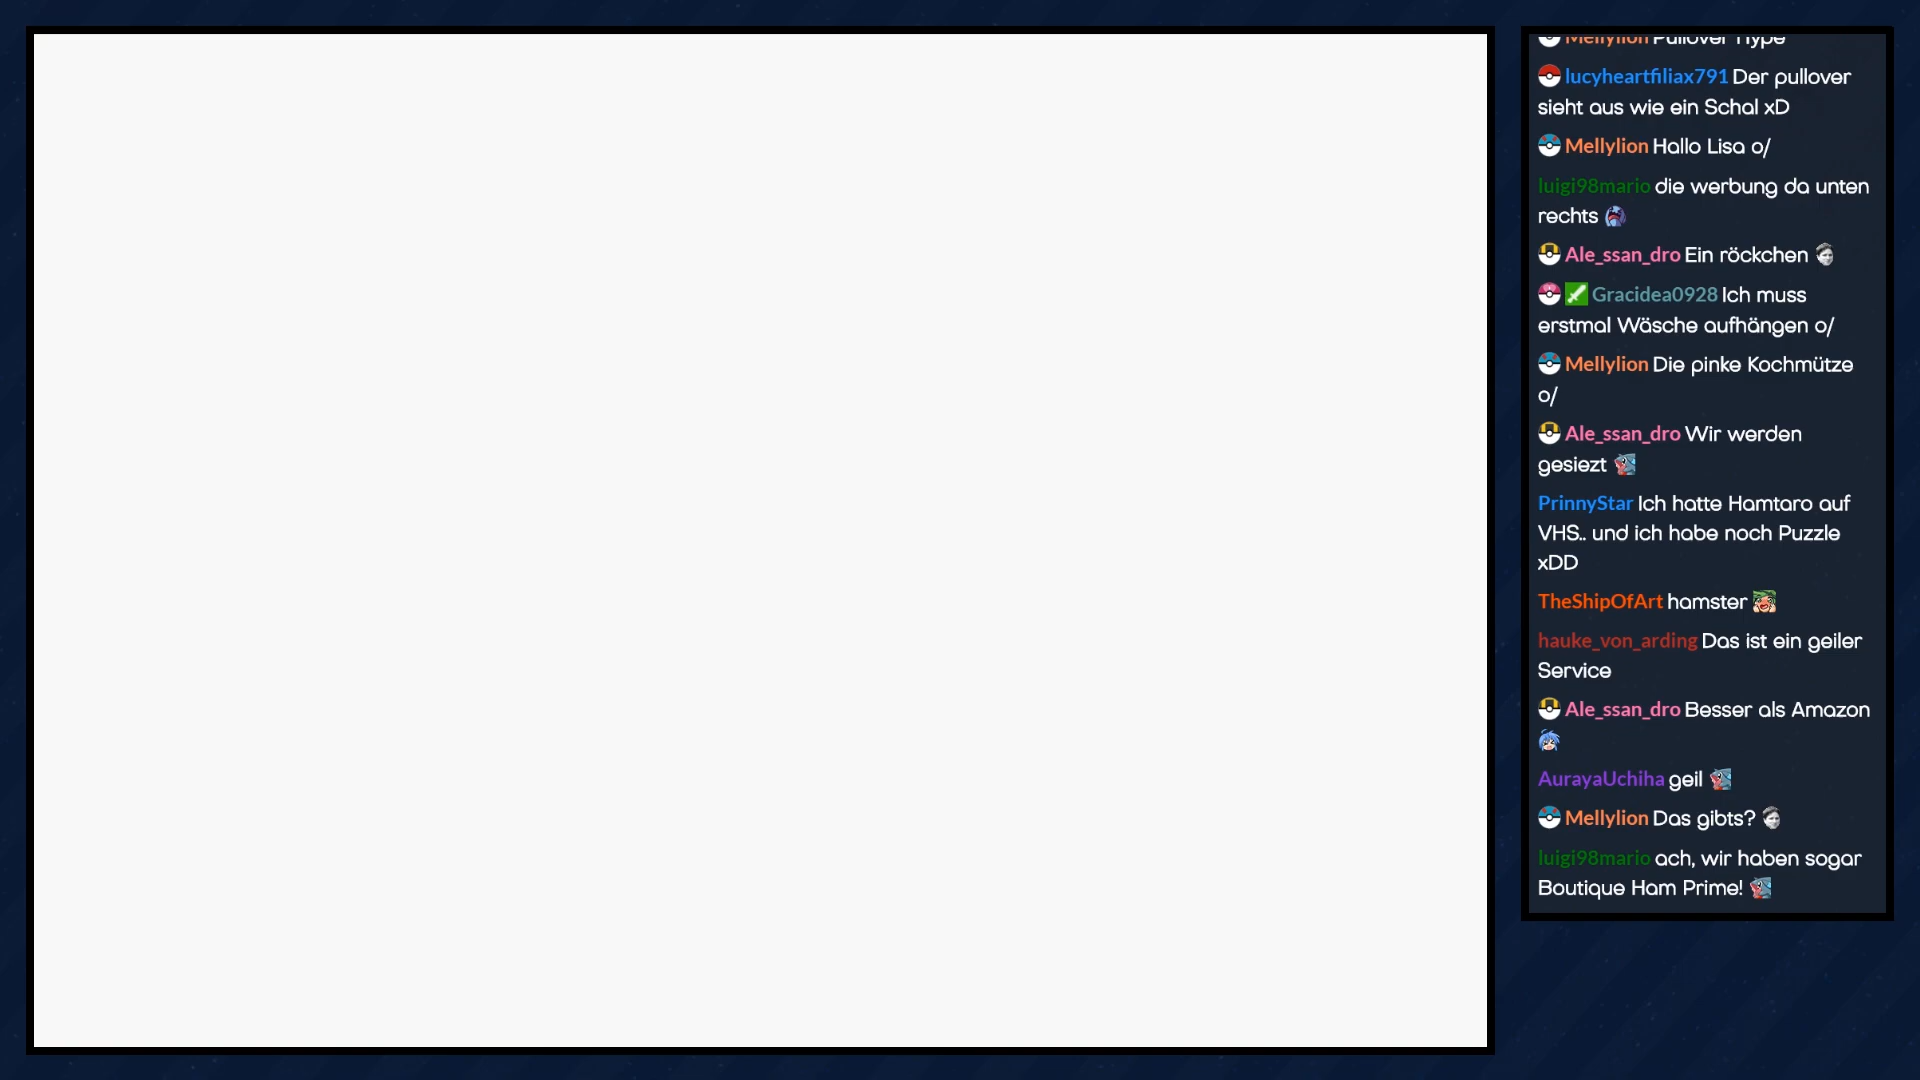 Mellylion Pullover Hype
lucyheartfiliax791 Der pullover
sieht aus wie ein Schal xD
Mellylion Hallo Lisa o/
luigi98mario die werbung da unten
rechts
Ale_ssan_dro Ein röckchen
Gracidea0928 Ich muss
erstmal Wäsche aufhängen o/
Mellylion Die pinke Kochmütze
o/
Ale_ssan_dro Wir werden
gesiezt
PrinnyStar Ich hatte Hamtaro auf
VHS.. und ich habe noch Puzzle
xDD
TheShipOfArt hamster
hauke_von_arding Das ist ein geiler
Service
Ale_ssan_dro Besser als Amazon
AurayaUchiha geil
Mellylion Das gibts?
luigi98mario ach, wir haben sogar
Boutique Ham Prime!